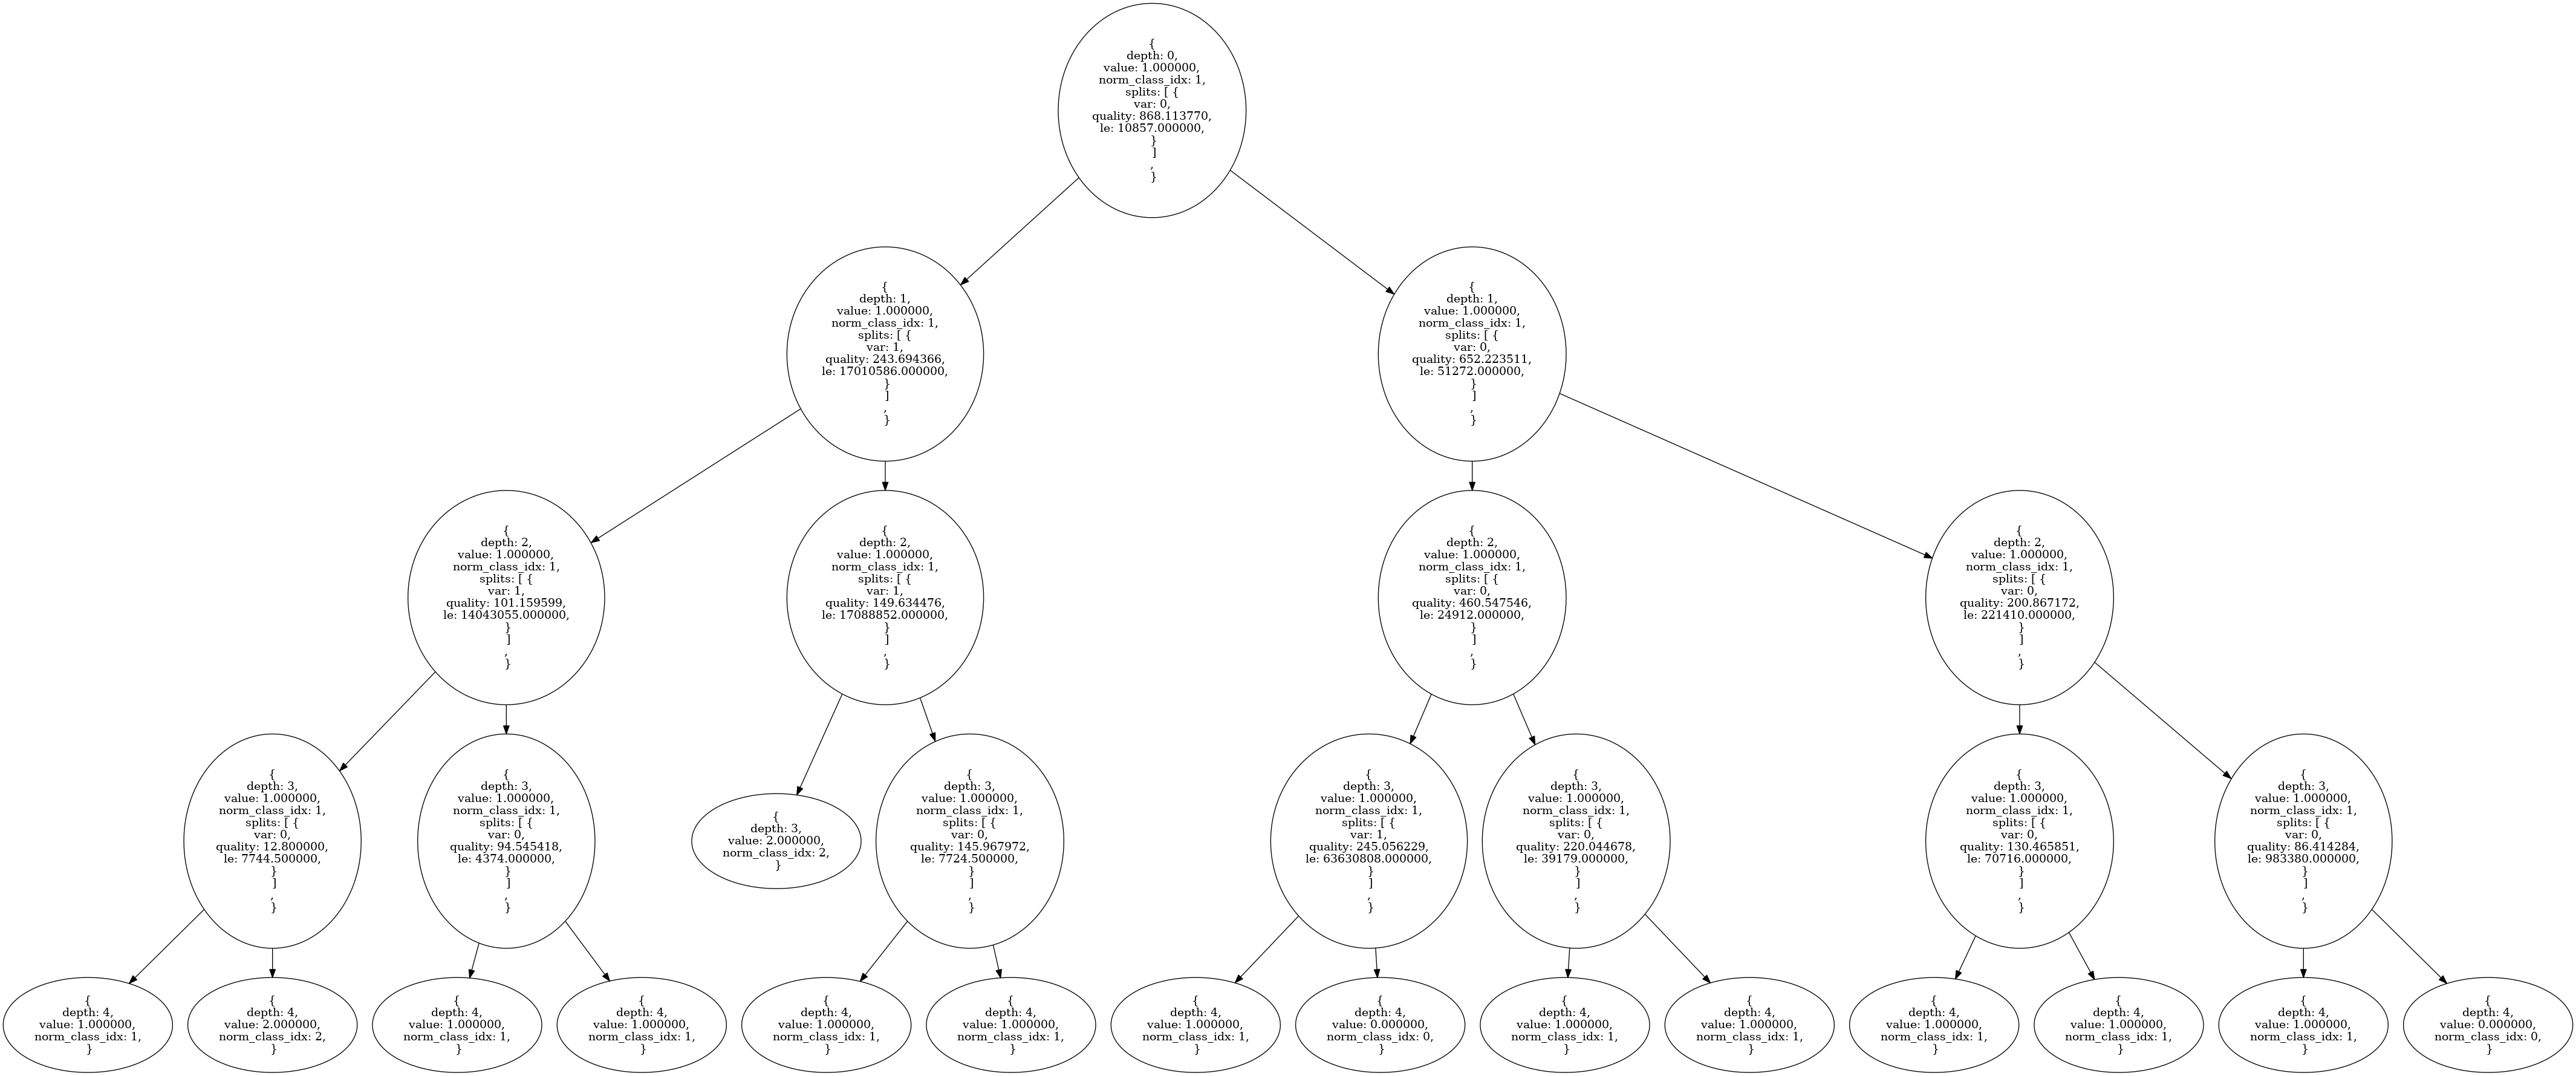 {
depth: 0,
value: 1.000000,
norm_class_idx: 1,
splits: [ {
var: 0,
quality: 868.113770,
le: 10857.000000,
}
]
,
}
{
depth: 1,
value: 1.000000,
norm_class_idx: 1,
splits: [ {
var: 1,
quality: 243.694366,
le: 17010586.000000,
}
]
,
}
{
depth: 1,
value: 1.000000,
norm_class_idx: 1,
splits: [ {
var: 0,
quality: 652.223511,
le: 51272.000000,
}
]
,
}
{
depth: 2,
value: 1.000000,
norm_class_idx: 1,
splits: [ {
var: 1,
quality: 101.159599,
le: 14043055.000000,
}
]
,
}
{
depth: 2,
value: 1.000000,
norm_class_idx: 1,
splits: [ {
var: 1,
quality: 149.634476,
le: 17088852.000000,
}
]
,
}
{
depth: 2,
value: 1.000000,
norm_class_idx: 1,
splits: [ {
var: 0,
quality: 460.547546,
le: 24912.000000,
}
]
,
}
{
depth: 2,
value: 1.000000,
norm_class_idx: 1,
splits: [ {
var: 0,
quality: 200.867172,
le: 221410.000000,
}
]
,
}
{
depth: 3,
value: 1.000000,
norm_class_idx: 1,
splits: [ {
var: 0,
quality: 12.800000,
le: 7744.500000,
}
]
,
}
{
depth: 3,
value: 1.000000,
norm_class_idx: 1,
splits: [ {
var: 0,
quality: 94.545418,
le: 4374.000000,
}
]
,
}
{
depth: 3,
value: 2.000000,
norm_class_idx: 2,
}
{
depth: 3,
value: 1.000000,
norm_class_idx: 1,
splits: [ {
var: 0,
quality: 145.967972,
le: 7724.500000,
}
]
,
}
{
depth: 3,
value: 1.000000,
norm_class_idx: 1,
splits: [ {
var: 1,
quality: 245.056229,
le: 63630808.000000,
}
]
,
}
{
depth: 3,
value: 1.000000,
norm_class_idx: 1,
splits: [ {
var: 0,
quality: 220.044678,
le: 39179.000000,
}
]
,
}
{
depth: 3,
value: 1.000000,
norm_class_idx: 1,
splits: [ {
var: 0,
quality: 130.465851,
le: 70716.000000,
}
]
,
}
{
depth: 3,
value: 1.000000,
norm_class_idx: 1,
splits: [ {
var: 0,
quality: 86.414284,
le: 983380.000000,
}
]
,
}
{
depth: 4,
value: 1.000000,
norm_class_idx: 1,
}
{
depth: 4,
value: 2.000000,
norm_class_idx: 2,
}
{
depth: 4,
value: 1.000000,
norm_class_idx: 1,
}
{
depth: 4,
value: 1.000000,
norm_class_idx: 1,
}
{
depth: 4,
value: 1.000000,
norm_class_idx: 1,
}
{
depth: 4,
value: 1.000000,
norm_class_idx: 1,
}
{
depth: 4,
value: 1.000000,
norm_class_idx: 1,
}
{
depth: 4,
value: 0.000000,
norm_class_idx: 0,
}
{
depth: 4,
value: 1.000000,
norm_class_idx: 1,
}
{
depth: 4,
value: 1.000000,
norm_class_idx: 1,
}
{
depth: 4,
value: 1.000000,
norm_class_idx: 1,
}
{
depth: 4,
value: 1.000000,
norm_class_idx: 1,
}
{
depth: 4,
value: 1.000000,
norm_class_idx: 1,
}
{
depth: 4,
value: 0.000000,
norm_class_idx: 0,
}